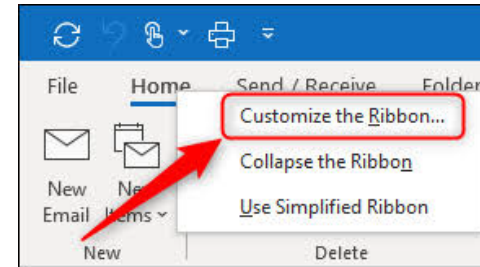 File Home Send / Receive Folder
Customize the Ribbon...
Collapse the Ribbon
Use Simplified Ribbon
New
Email
Items
New Delete